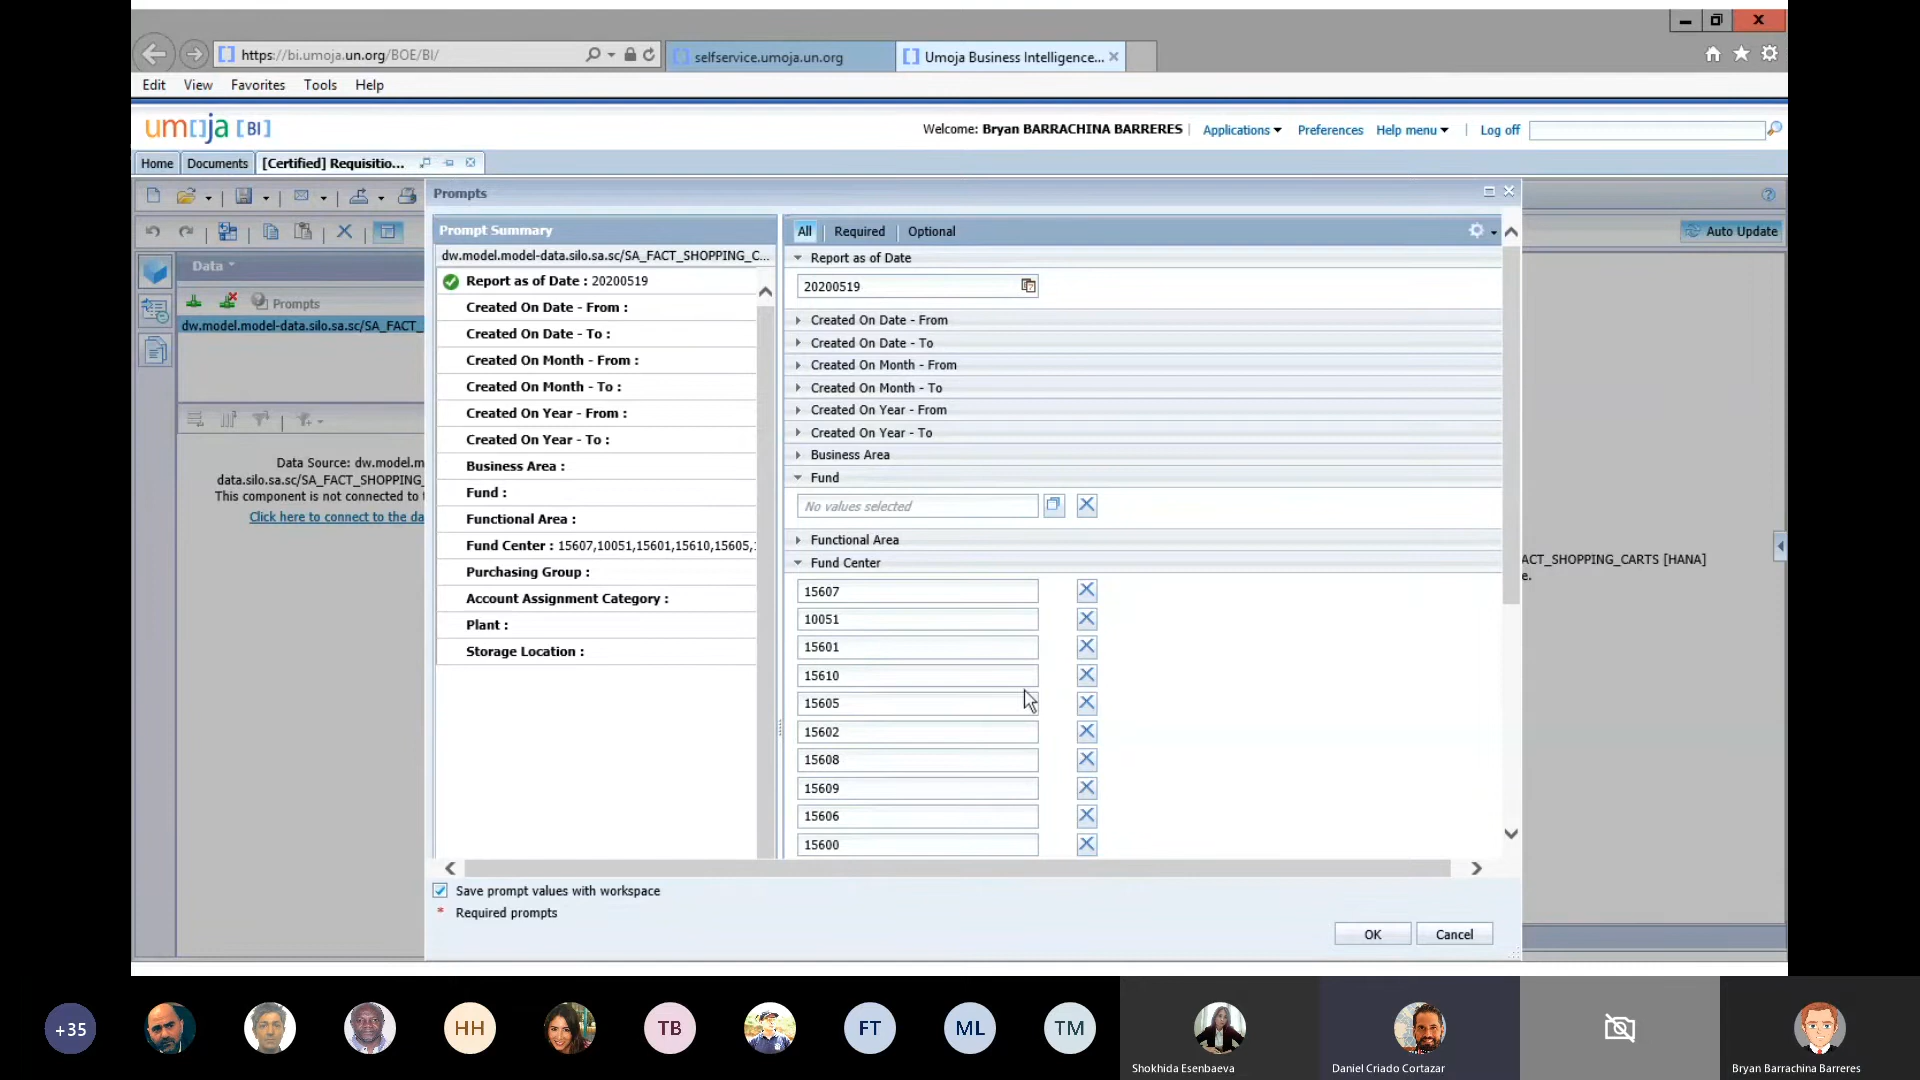 https://bi.umoja.un.org/BOE/BI/
selfservice.umoja.un.org
Umoja Business Intelligence...
Edit View Favorites Tools Help
um[]ja [BI]
Welcome: Bryan BARRACHINA BARRERES
Applications Preferences Help menu Log off
Home Documents [Certified] Requisitio...
Prompts
Data
Auto Update
Prompts
dw.model.model-data.silo.sa.sc/SA_FACT_
Data Source: dw.model.m
data.silo.sa.sc/SA_FACT_SHOPPING_
This component is not connected to
Click here to connect to the da
Prompt Summary
dw.model.model-data.silo.sa.sc/SA_FACT_SHOPPING_C...
Report as of Date : 20200519
Created On Date - From :
Created On Date - To :
Created On Month - From :
Created On Month - To :
Created On Year - From :
Created On Year - To :
Business Area :
Fund :
Functional Area :
Fund Center : 15607,10051,15601,15610,15605,
Purchasing Group :
Account Assignment Category :
Plant :
Storage Location :
All Required Optional
Report as of Date
20200519
Created On Date - From
Created On Date - To
Created On Month - From
Created On Month - To
Created On Year - From
Created On Year - To
Business Area
Fund
No values selected
Functional Area
Fund Center
15607
10051
15601
15610
15605
15602
15608
15609
15606
15600
ACT_SHOPPING_CARTS [HANA]
e.
Save prompt values with workspace
* Required prompts
OK Cancel
+35
HH
TB
FT
ML
TM
Shokhida Esenbaeva
Daniel Criado Cortazar
Bryan Barrachina Barreres